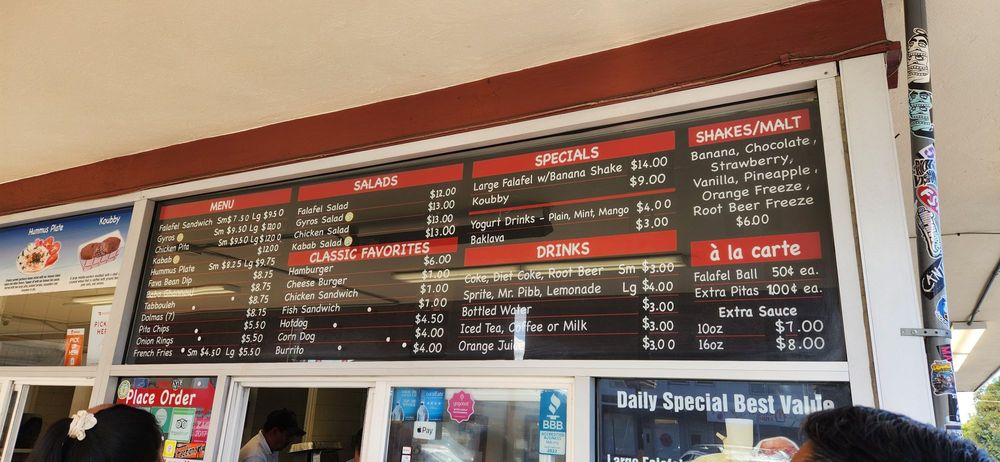 Hummus Plate
Koubby
MENU
Falafel Sandwich Sm $7.50 Lg $9.50
Gyros Sm $9.50 Lg $12.00
Chicken Pita Sm $9.50 Lg $12.00
Kabab $12.00
Hummus Plate Sm $8.25 Lg $9.75
Fava Bean Dip $8.75
Baba Ganoush $8.75
Tabbouleh $8.75
Dolmas (7) $8.75
Pita Chips $5.50
Onion Rings $5.50
French Fries Sm $4.50 Lg $5.50
SALADS
Falafel Salad $12.00
Gyros Salad $13.00
Chicken Salad $13.00
Kabab Salad $13.00
CLASSIC FAVORITES
Hamburger $6.00
Cheese Burger $7.00
Chicken Sandwich $7.00
Fish Sandwich $7.00
Hotdog $4.50
Corn Dog $4.00
Burrito $4.00
SPECIALS
Large Falafel w/Banana Shake $14.00
Koubby $9.00
Yogurt Drinks - Plain, Mint, Mango $4.00
Baklava $3.00
DRINKS
Coke, Diet Coke, Root Beer Sm $3.00
Sprite, Mr. Pibb, Lemonade Lg $4.00
Bottled Water $3.00
Iced Tea, Coffee or Milk $3.00
Orange Juice $3.00
SHAKES/MALT
Banana, Chocolate,
Strawberry,
Vanilla, Pineapple,
Orange Freeze,
Root Beer Freeze
$6.00
à la carte
Falafel Ball 50¢ ea.
Extra Pitas 100¢ ea.
Extra Sauce
10oz $7.00
16oz $8.00
PICK
HERE
Place Order
2017
Pay
BBB
Daily Special Best Value
Large Falafel